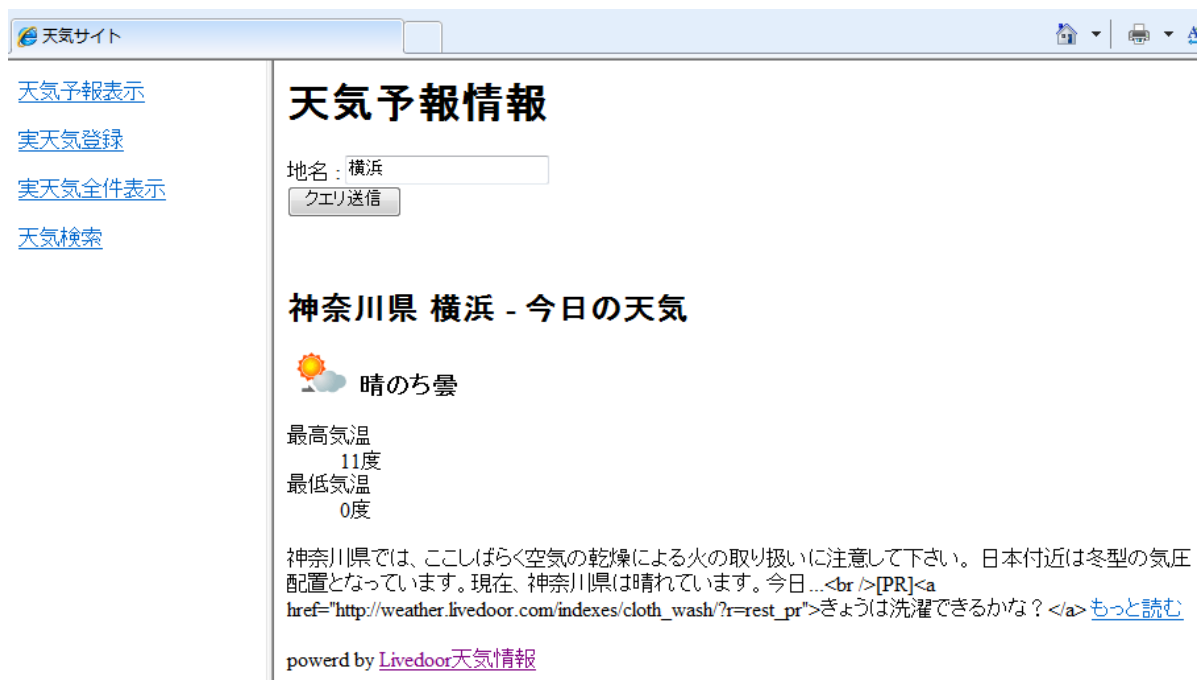 天気サイト
天気予報表示
実天気登録
実天気全件表示
天気検索
天気予報情報
地名：横浜
クエリ送信
神奈川県 横浜 - 今日の天気
晴のち曇
最高気温
11度
最低気温
0度
神奈川県では、ここしばらく空気の乾燥による火の取り扱いに注意して下さい。日本付近は冬型の気圧
配置となっています。現在、神奈川県は晴れています。今日...<br />[PR]<a
href="http://weather.livedoor.com/indexes/cloth_wash/?r=rest_pr">きょうは洗濯できるかな？</a> もっと読む
powerd by Livedoor天気情報